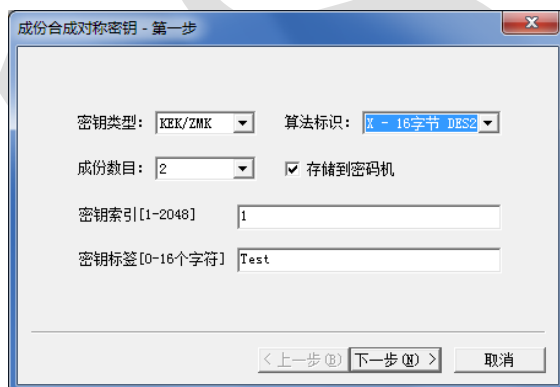 成份合成对称密钥 - 第一步
密钥类型: KEK/ZMK 算法标识: X - 16字节 DES2
成份数目: 2 存储到密码机
密钥索引[1-2048] 1
密钥标签[0-16个字符] Test
< 上一步(B) 下一步(N) > 取消